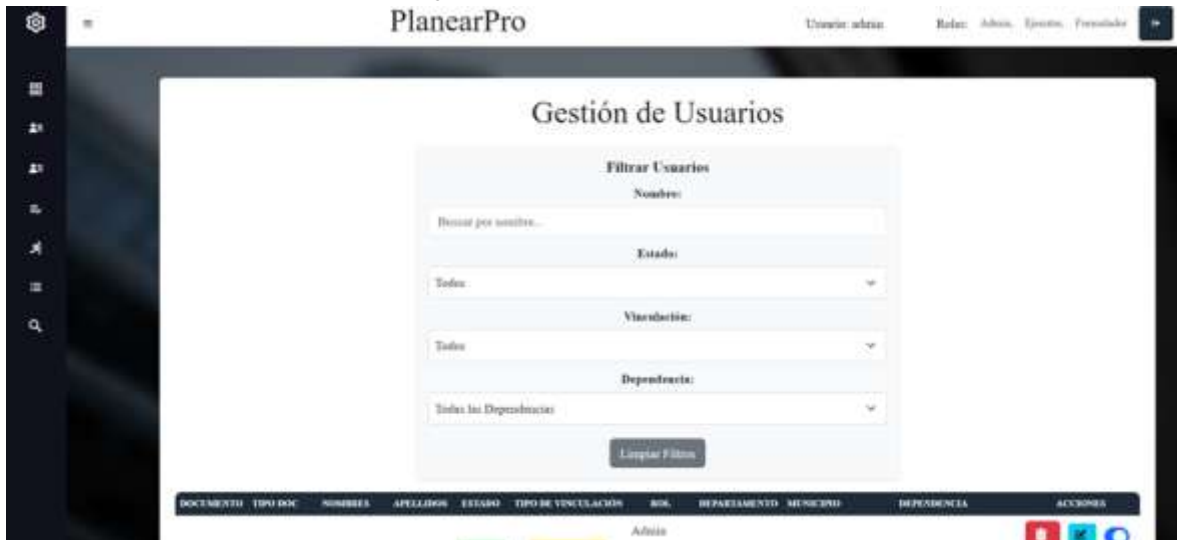 PlanearPro
Usuario: admin
Roles: Admin, Ejecutor, Formulador
Gestión de Usuarios
Filtrar Usuarios
Nombre:
Buscar por nombre...
Estado:
Todos
Vinculación:
Todos
Dependencia:
Todas las Dependencias
Limpiar Filtros
DOCUMENTO TIPO DOC NOMBRES APELLIDOS ESTADO TIPO DE VINCULACIÓN ROL DEPARTAMENTO MUNICIPIO DEPENDENCIA ACCIONES
Admin